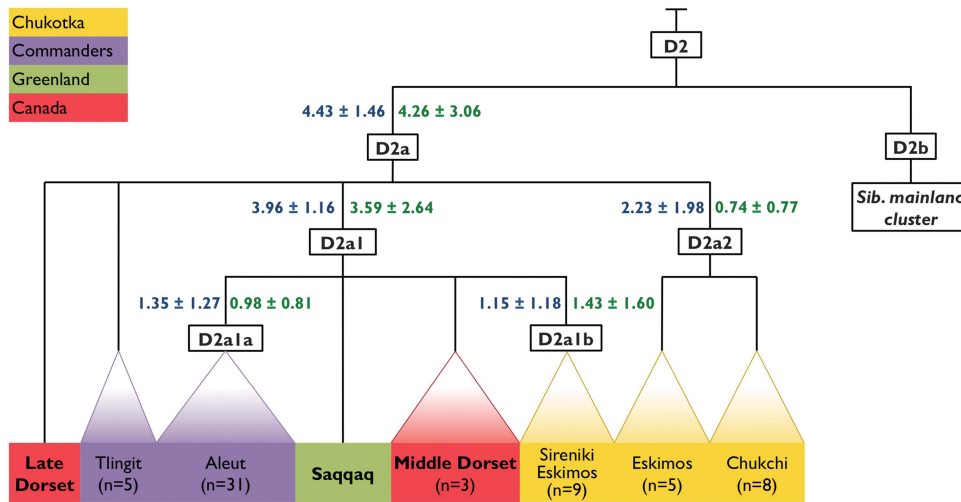 Chukotka
Commanders
Greenland
Canada
D2
4.43 ± 1.46 4.26 ± 3.06
D2a
D2b
Sib. mainland
cluster
3.96 ± 1.16 3.59 ± 2.64
2.23 ± 1.98 0.74 ± 0.77
D2a1
D2a2
1.35 ± 1.27 0.98 ± 0.81
1.15 ± 1.18 1.43 ± 1.60
D2a1a
D2a1b
Late
Dorset
Tlingit
(n=5)
Aleut
(n=31)
Saqqaq
Middle Dorset
(n=3)
Sireniki
Eskimos
(n=9)
Eskimos
(n=5)
Chukchi
(n=8)